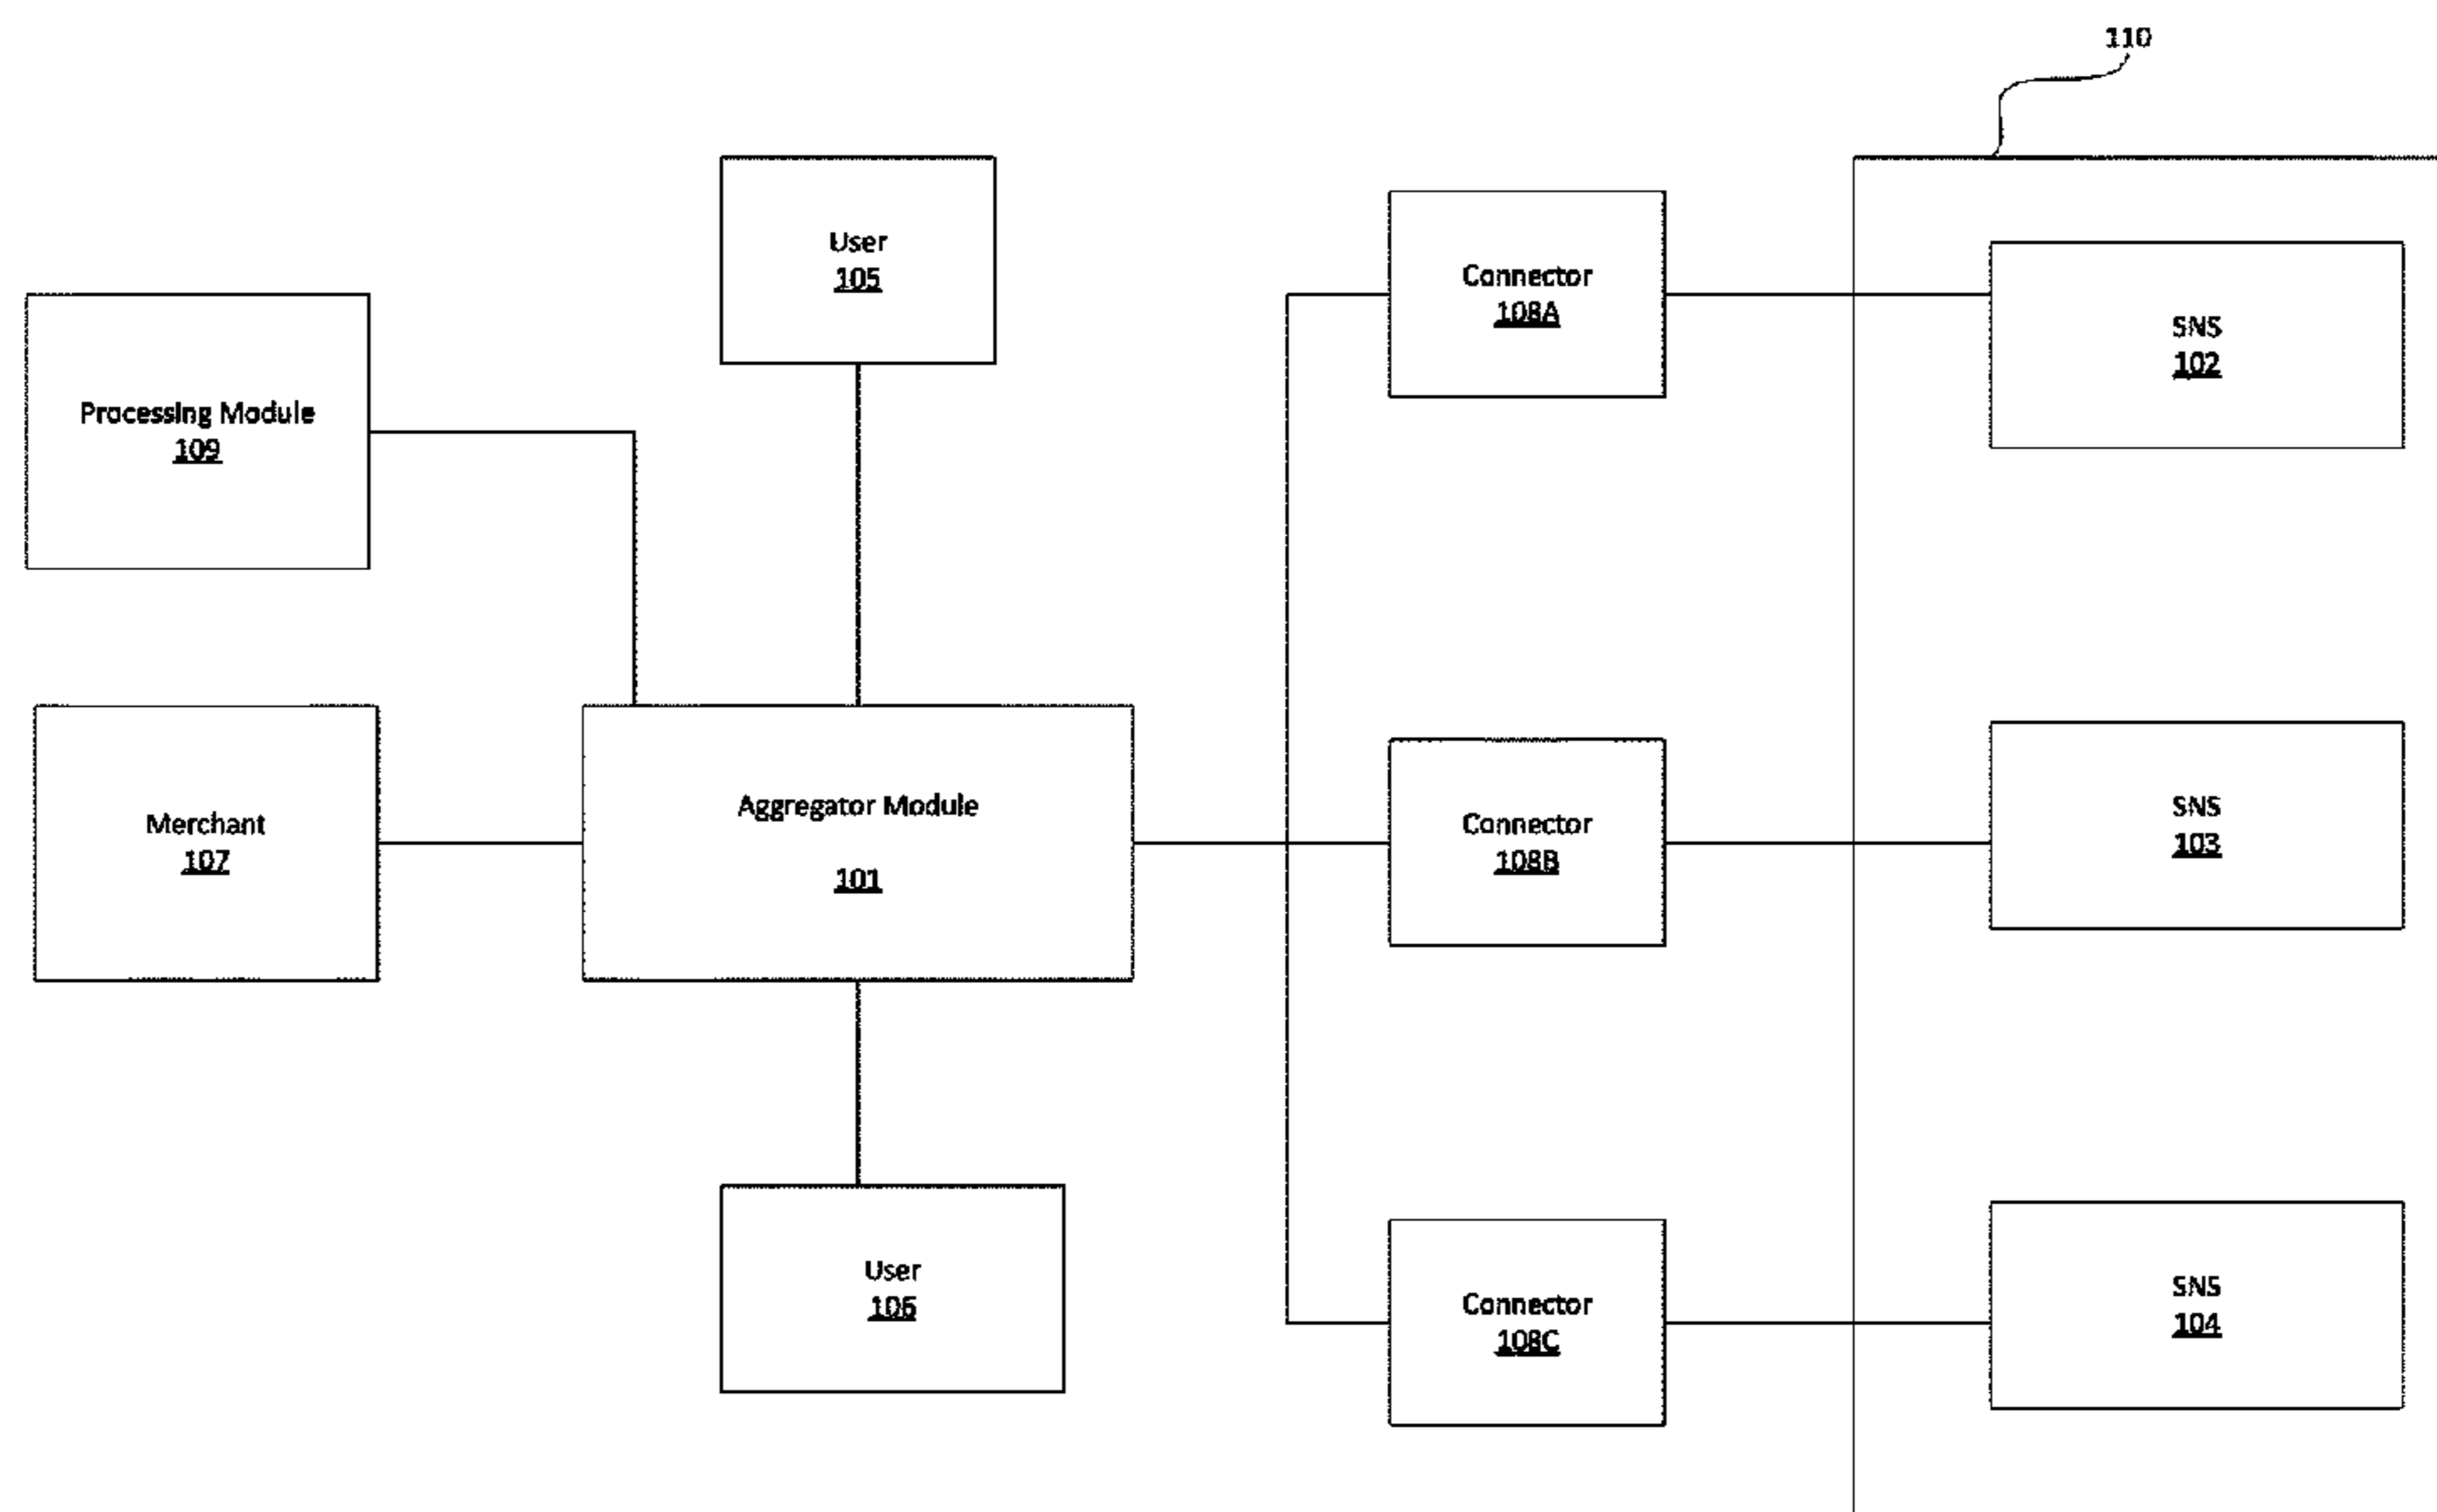 110
User
105
Connector
108A
SNS
102
Processing Module
109
Merchant
107
Aggregator Module
101
Connector
108B
SNS
103
User
106
Connector
108C
SNS
104